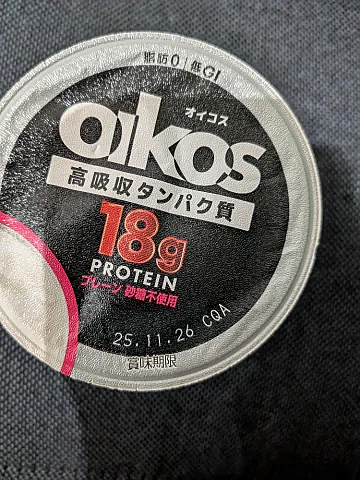 脂肪0 低GI
oikos
オイコス
高吸収タンパク質
18g
PROTEIN
プレーン 砂糖不使用
25.11.26 CQA
賞味期限